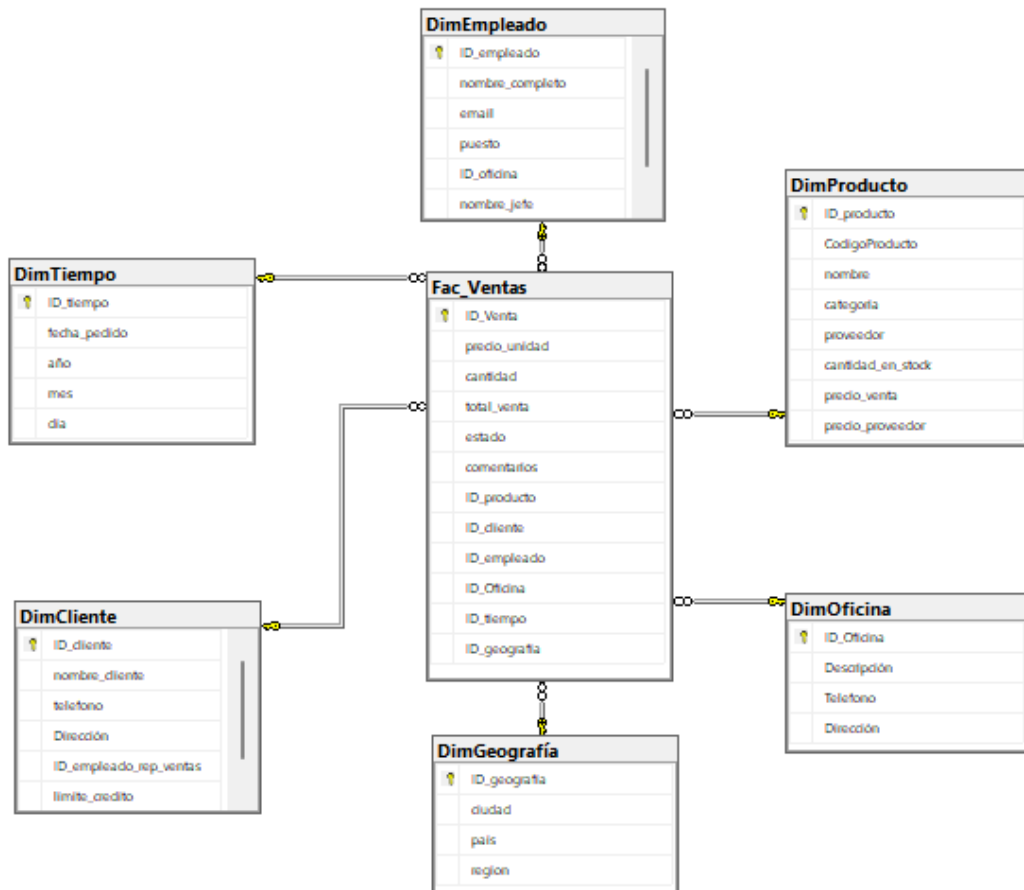 DimEmpleado
ID_empleado
nombre_completo
email
puesto
ID_oficina
nombre_jefe
DimProducto
ID_producto
CodigoProducto
nombre
categoria
proveedor
cantidad_en_stock
precio_venta
precio_proveedor
DimTiempo
ID_tiempo
fecha_pedido
año
mes
dia
Fac_Ventas
ID_Venta
precio_unidad
cantidad
total_venta
estado
comentarios
ID_producto
ID_cliente
ID_empleado
ID_Oficina
ID_tiempo
ID_geografia
DimCliente
ID_cliente
nombre_cliente
telefono
Dirección
ID_empleado_rep_ventas
limite_credito
DimOficina
ID_Oficina
Descripción
Telefono
Dirección
DimGeografía
ID_geografia
ciudad
pais
region